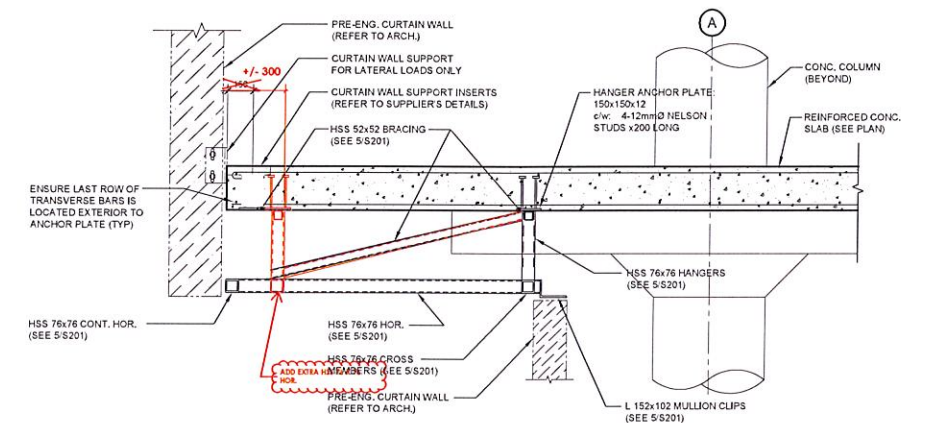 PRE-ENG. CURTAIN WALL
(REFER TO ARCH.)
A
+/- 300
CURTAIN WALL SUPPORT
FOR LATERAL LOADS ONLY
CONC. COLUMN
(BEYOND)
CURTAIN WALL SUPPORT INSERTS
(REFER TO SUPPLIER'S DETAILS)
HANGER ANCHOR PLATE:
150x150x12
c/w: 4-12mmØ NELSON
STUDS x200 LONG
REINFORCED CONC.
SLAB (SEE PLAN)
HSS 52x52 BRACING
(SEE 5/S201)
ENSURE LAST ROW OF
TRANSVERSE BARS IS
LOCATED EXTERIOR TO
ANCHOR PLATE (TYP)
HSS 76x76 HANGERS
(SEE 5/S201)
HSS 76x76 CONT. HOR.
(SEE 5/S201)
HSS 76x76 HOR.
(SEE 5/S201)
HSS 76x76 CROSS
MEMBERS (SEE 5/S201)
ADD EXTRA
HOR.
PRE-ENG. CURTAIN WALL
(REFER TO ARCH.)
L 152x102 MULLION CLIPS
(SEE 5/S201)